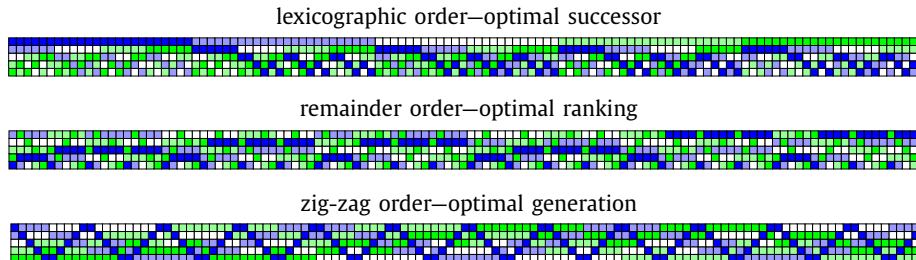 lexicographic order—optimal successor
remainder order—optimal ranking
zig-zag order—optimal generation